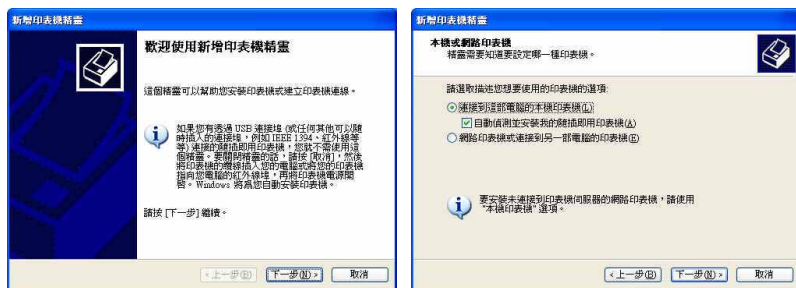 新增印表機精靈
歡迎使用新增印表機精靈
這個精靈可以幫助您安裝印表機或建立印表機連線。
如果您有透過 USB 連接埠 (或任何其他可以隨
時插入的連接埠，例如 IEEE 1394、紅外線等
等) 連接的隨插即用印表機，您就不需使用這
個精靈。要關閉精靈的話，請按 [取消]，然後
將印表機的纜線插入您的電腦或將您的印表機
指向您電腦的紅外線埠，再將印表機電源開
啓。Windows 將為您自動安裝印表機。
請按 [下一步] 繼續。
<上一步(B)
下一步(N)>
取消
新增印表機精靈
本機或網路印表機
精靈需要知道要設定哪一種印表機。
請選取描述您想要使用的印表機的選項:
連接到這部電腦的本機印表機(L)
自動偵測並安裝我的隨插即用印表機(A)
網路印表機或連接到另一部電腦的印表機(E)
要安裝未連接到印表機伺服器的網路印表機，請使用
"本機印表機" 選項。
<上一步(B)
下一步(N)>
取消